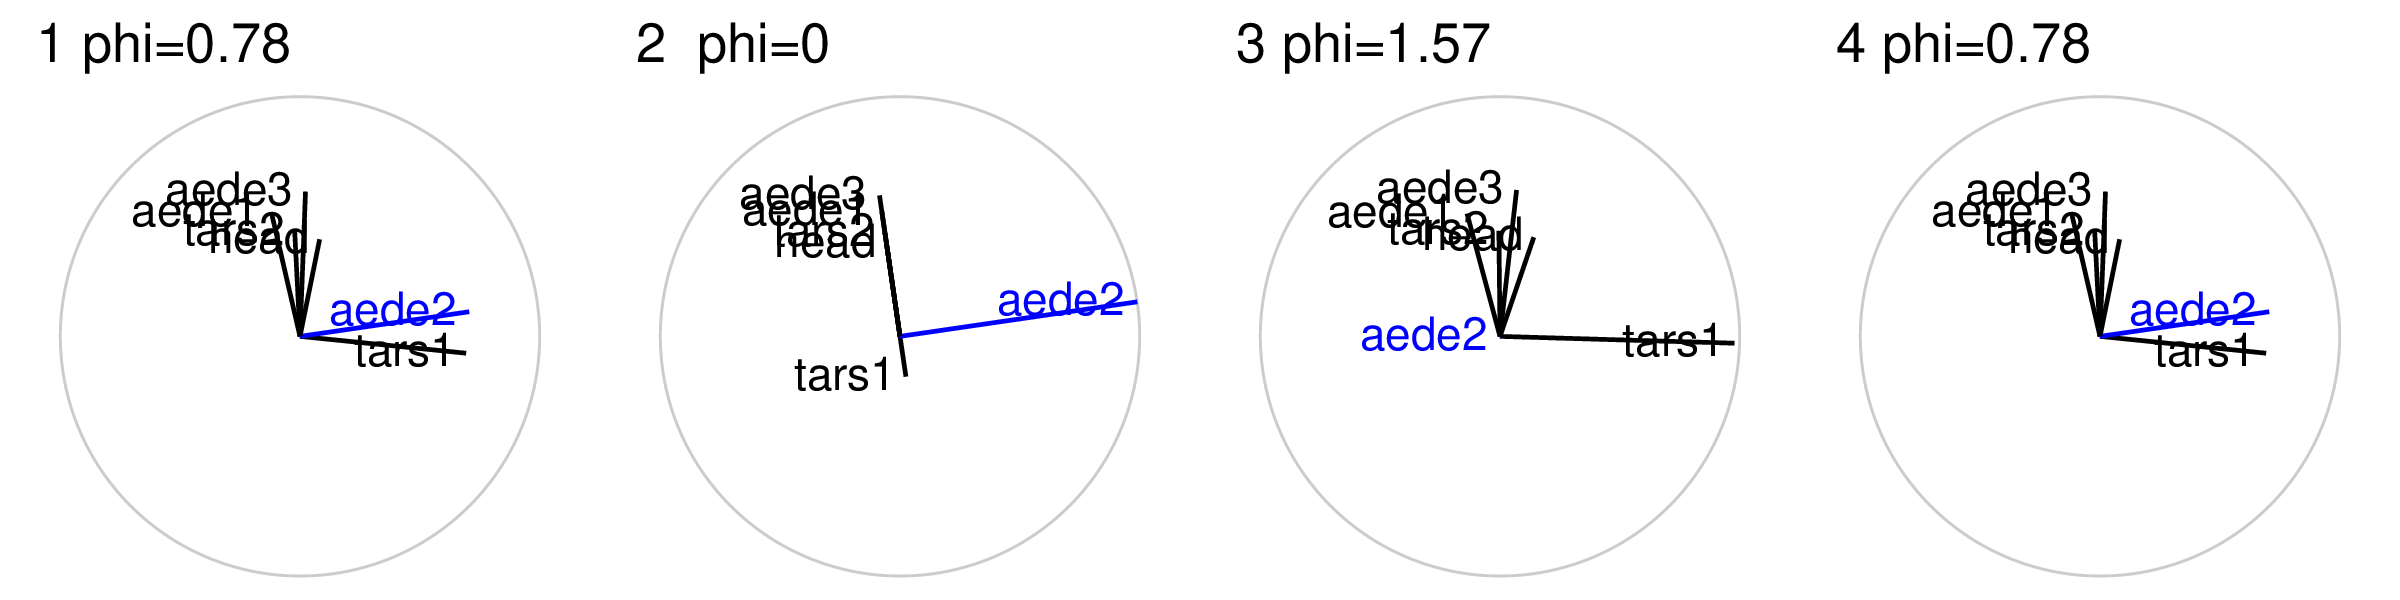 1 phi=0.78
aede3
aede1
tars2
head
aede2
tars1
2 phi=0
aede3
aede1
tars2
head
aede2
tars1
3 phi=1.57
aede3
aede1
tars2
head
aede2
tars1
4 phi=0.78
aede3
aede1
tars2
head
aede2
tars1